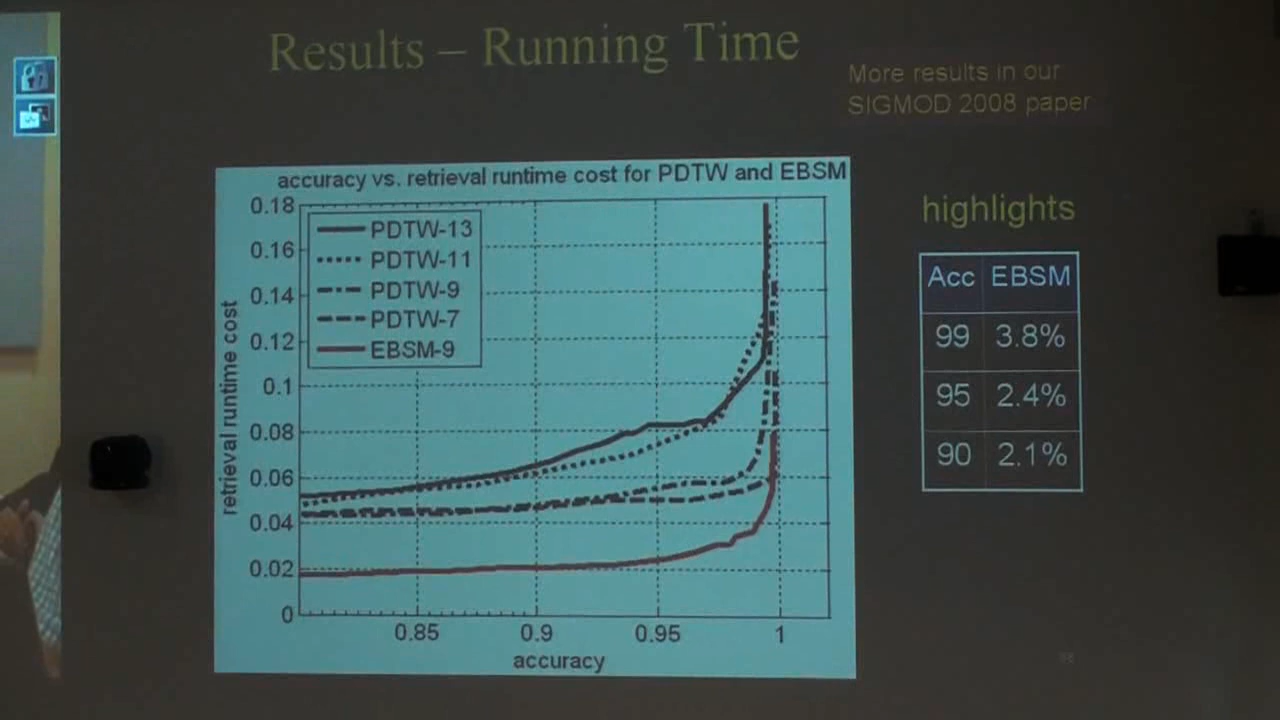 Results – Running Time
More results in our
SIGMOD 2008 paper
accuracy vs. retrieval runtime cost for PDTW and EBSM
0.18
0.16
0.14
0.12
0.1
0.08
0.06
0.04
0.02
0
retrieval runtime cost
PDTW-13
PDTW-11
PDTW-9
PDTW-7
EBSM-9
0.85 0.9 0.95 1
accuracy
highlights
Acc EBSM
99 3.8%
95 2.4%
90 2.1%